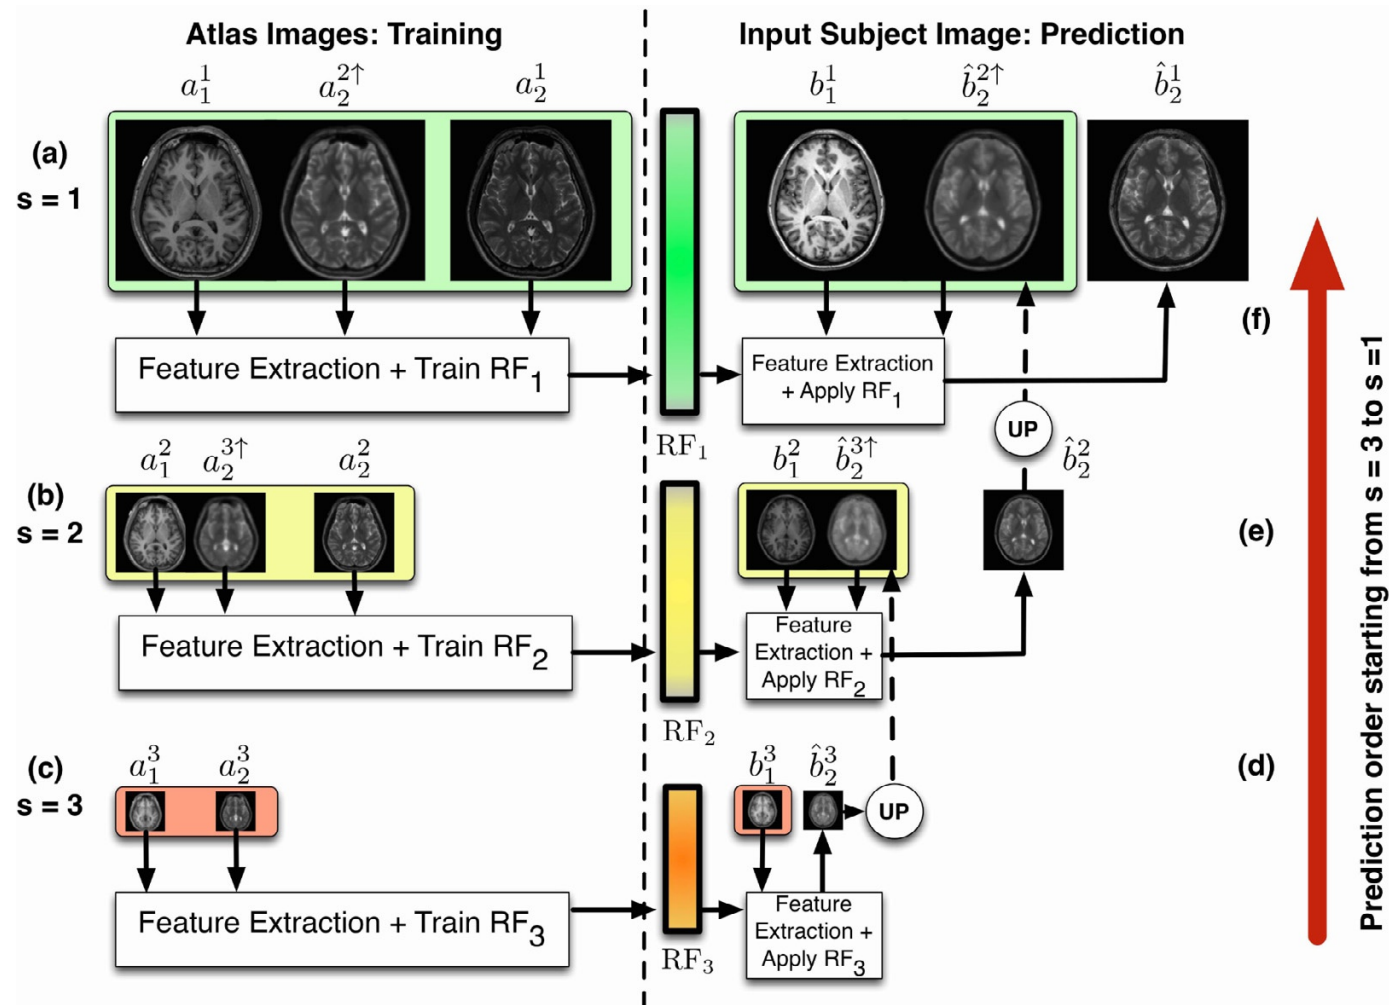 Atlas Images: Training
Input Subject Image: Prediction
a₁¹ a₂²↑ a₂¹
b₁¹ b̂₂²↑ b̂₂¹
(a)
s = 1
Feature Extraction + Train RF₁
RF₁
Feature Extraction
+ Apply RF₁
(f)
UP
a₁² a₂³↑ a₂²
b₁² b̂₂³↑ b̂₂²
(b)
s = 2
Feature Extraction + Train RF₂
RF₂
Feature
Extraction +
Apply RF₂
(e)
(c)
s = 3
a₁³ a₂³
b₁³ b̂₂³
UP
(d)
Feature Extraction + Train RF₃
RF₃
Feature
Extraction +
Apply RF₃
Prediction order starting from s = 3 to s =1